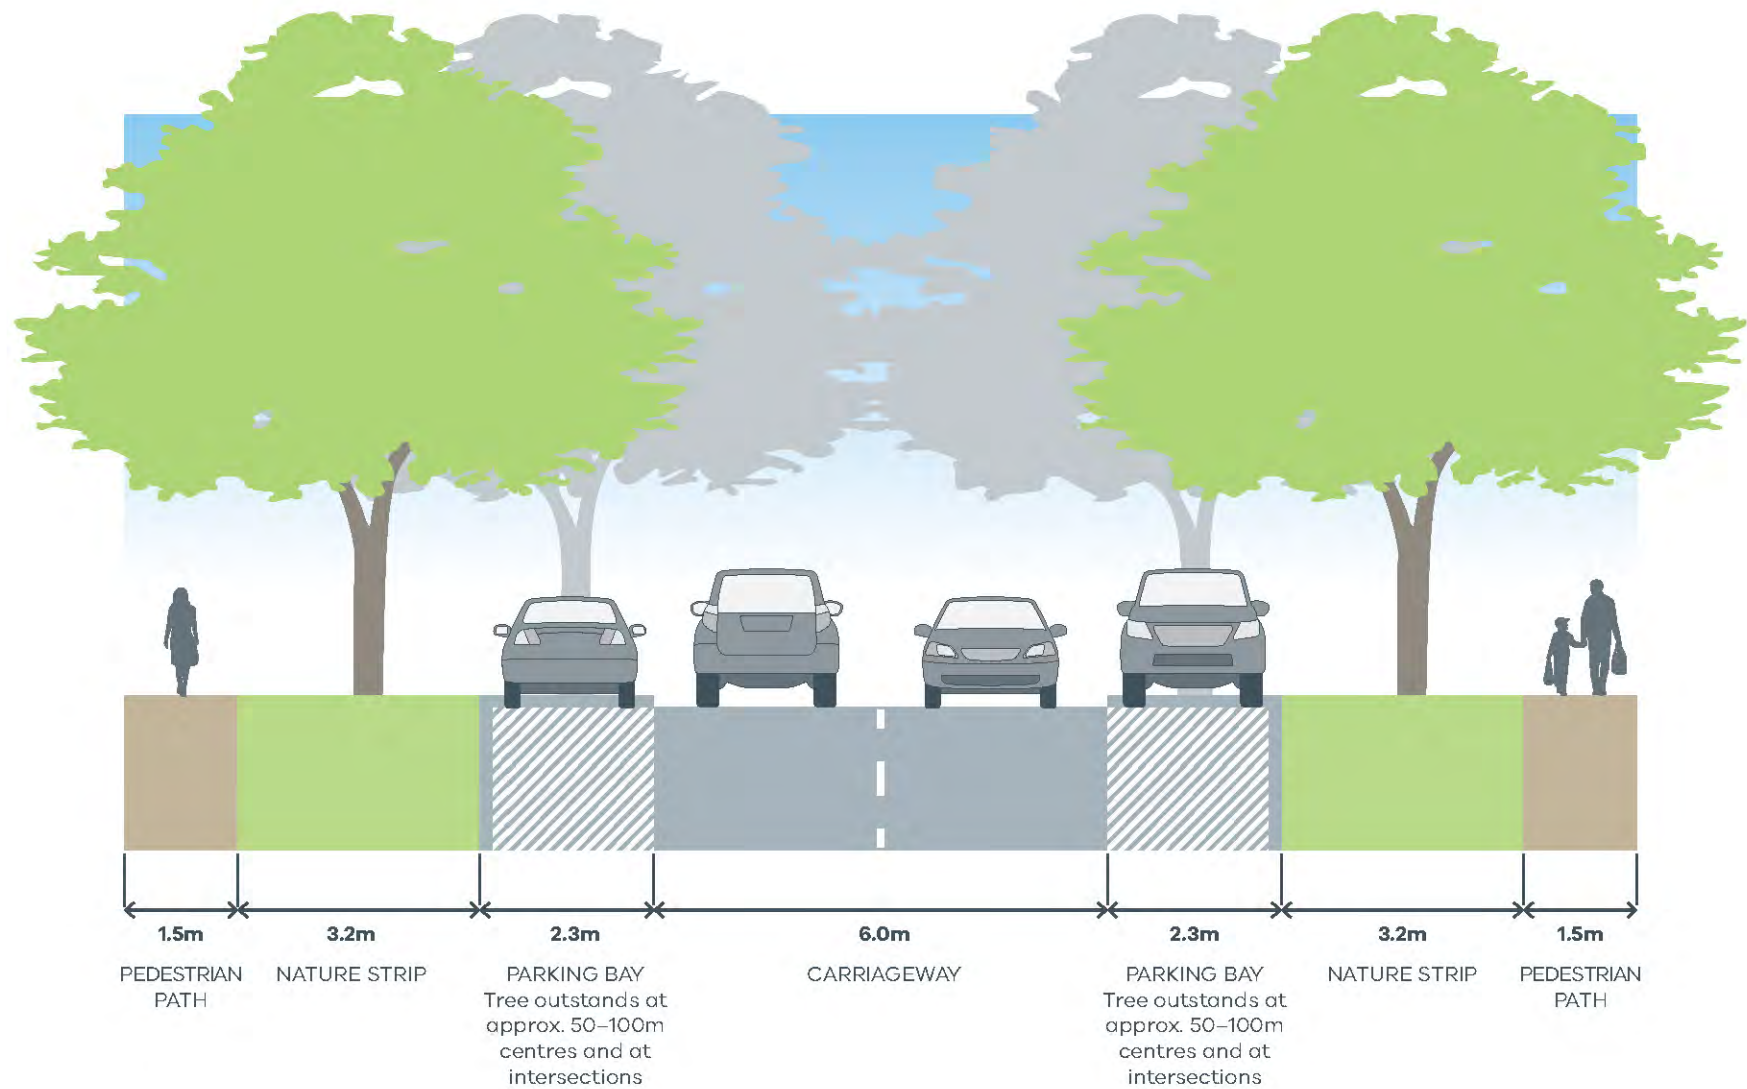 1.5m
3.2m
2.3m
6.0m
2.3m
3.2m
1.5m
PEDESTRIAN
PATH
NATURE STRIP
PARKING BAY
Tree outstands at
approx. 50–100m
centres and at
intersections
CARRIAGEWAY
PARKING BAY
Tree outstands at
approx. 50–100m
centres and at
intersections
NATURE STRIP
PEDESTRIAN
PATH